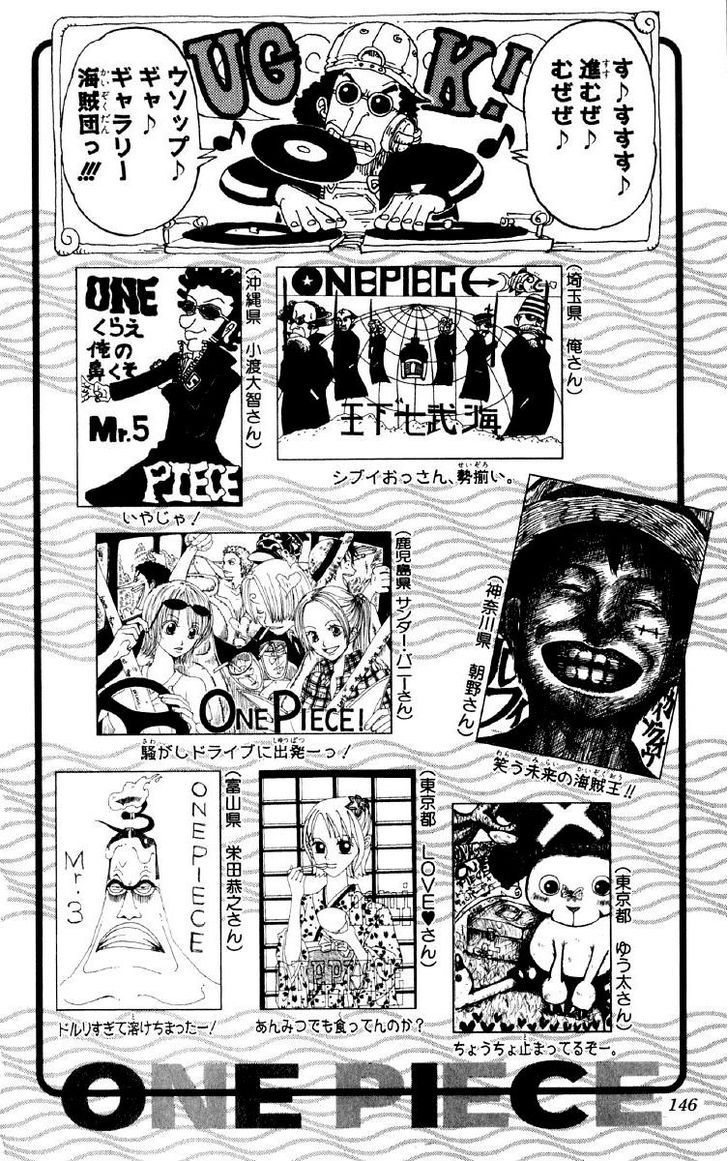 UGK!
す♪すすす♪
進むぜ♪
むぜぜ♪
ウソップ♪
ギャ♪
ギャラリー
海賊団っ!!!
ONE
くらえ
俺の
鼻くそ
Mr.5
PIECE
(沖縄県 小渡大智さん)
いやじゃ!
ONEPIECE
王下七武海
(埼玉県 俺さん)
シブイおっさん、勢揃い。
ONE PIECE!
(鹿児島県 サンダー・バニーさん)
騒がしドライブに出発ーっ!
(神奈川県 朝野さん)
ルフィ
笑う未来の海賊王!!
ONEPIECE
Mr.3
(富山県 栄田恭之さん)
ドルリすぎて溶けちまったー!
(東京都 LOVE♥さん)
あんみつでも食ってんのか?
(東京都 ゆう太さん)
ちょうちょ止まってるぞー。
ONE PIECE
146